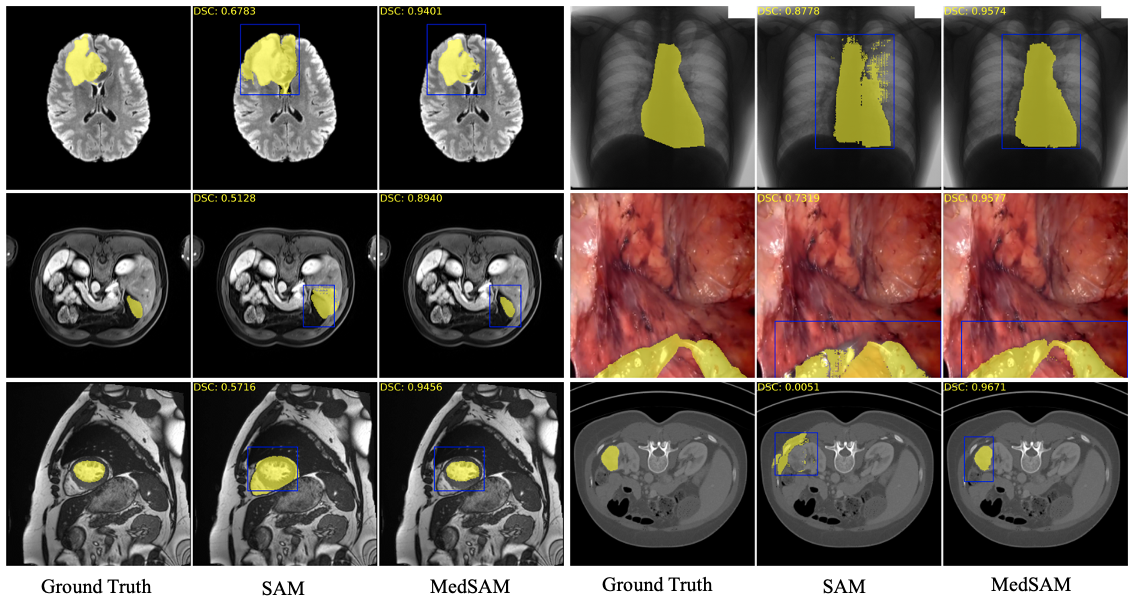 DSC: 0.6783
DSC: 0.9401
DSC: 0.8778
DSC: 0.9574
DSC: 0.5128
DSC: 0.8940
DSC: 0.7319
DSC: 0.9577
DSC: 0.5716
DSC: 0.9456
DSC: 0.0051
DSC: 0.9671
Ground Truth
SAM
MedSAM
Ground Truth
SAM
MedSAM